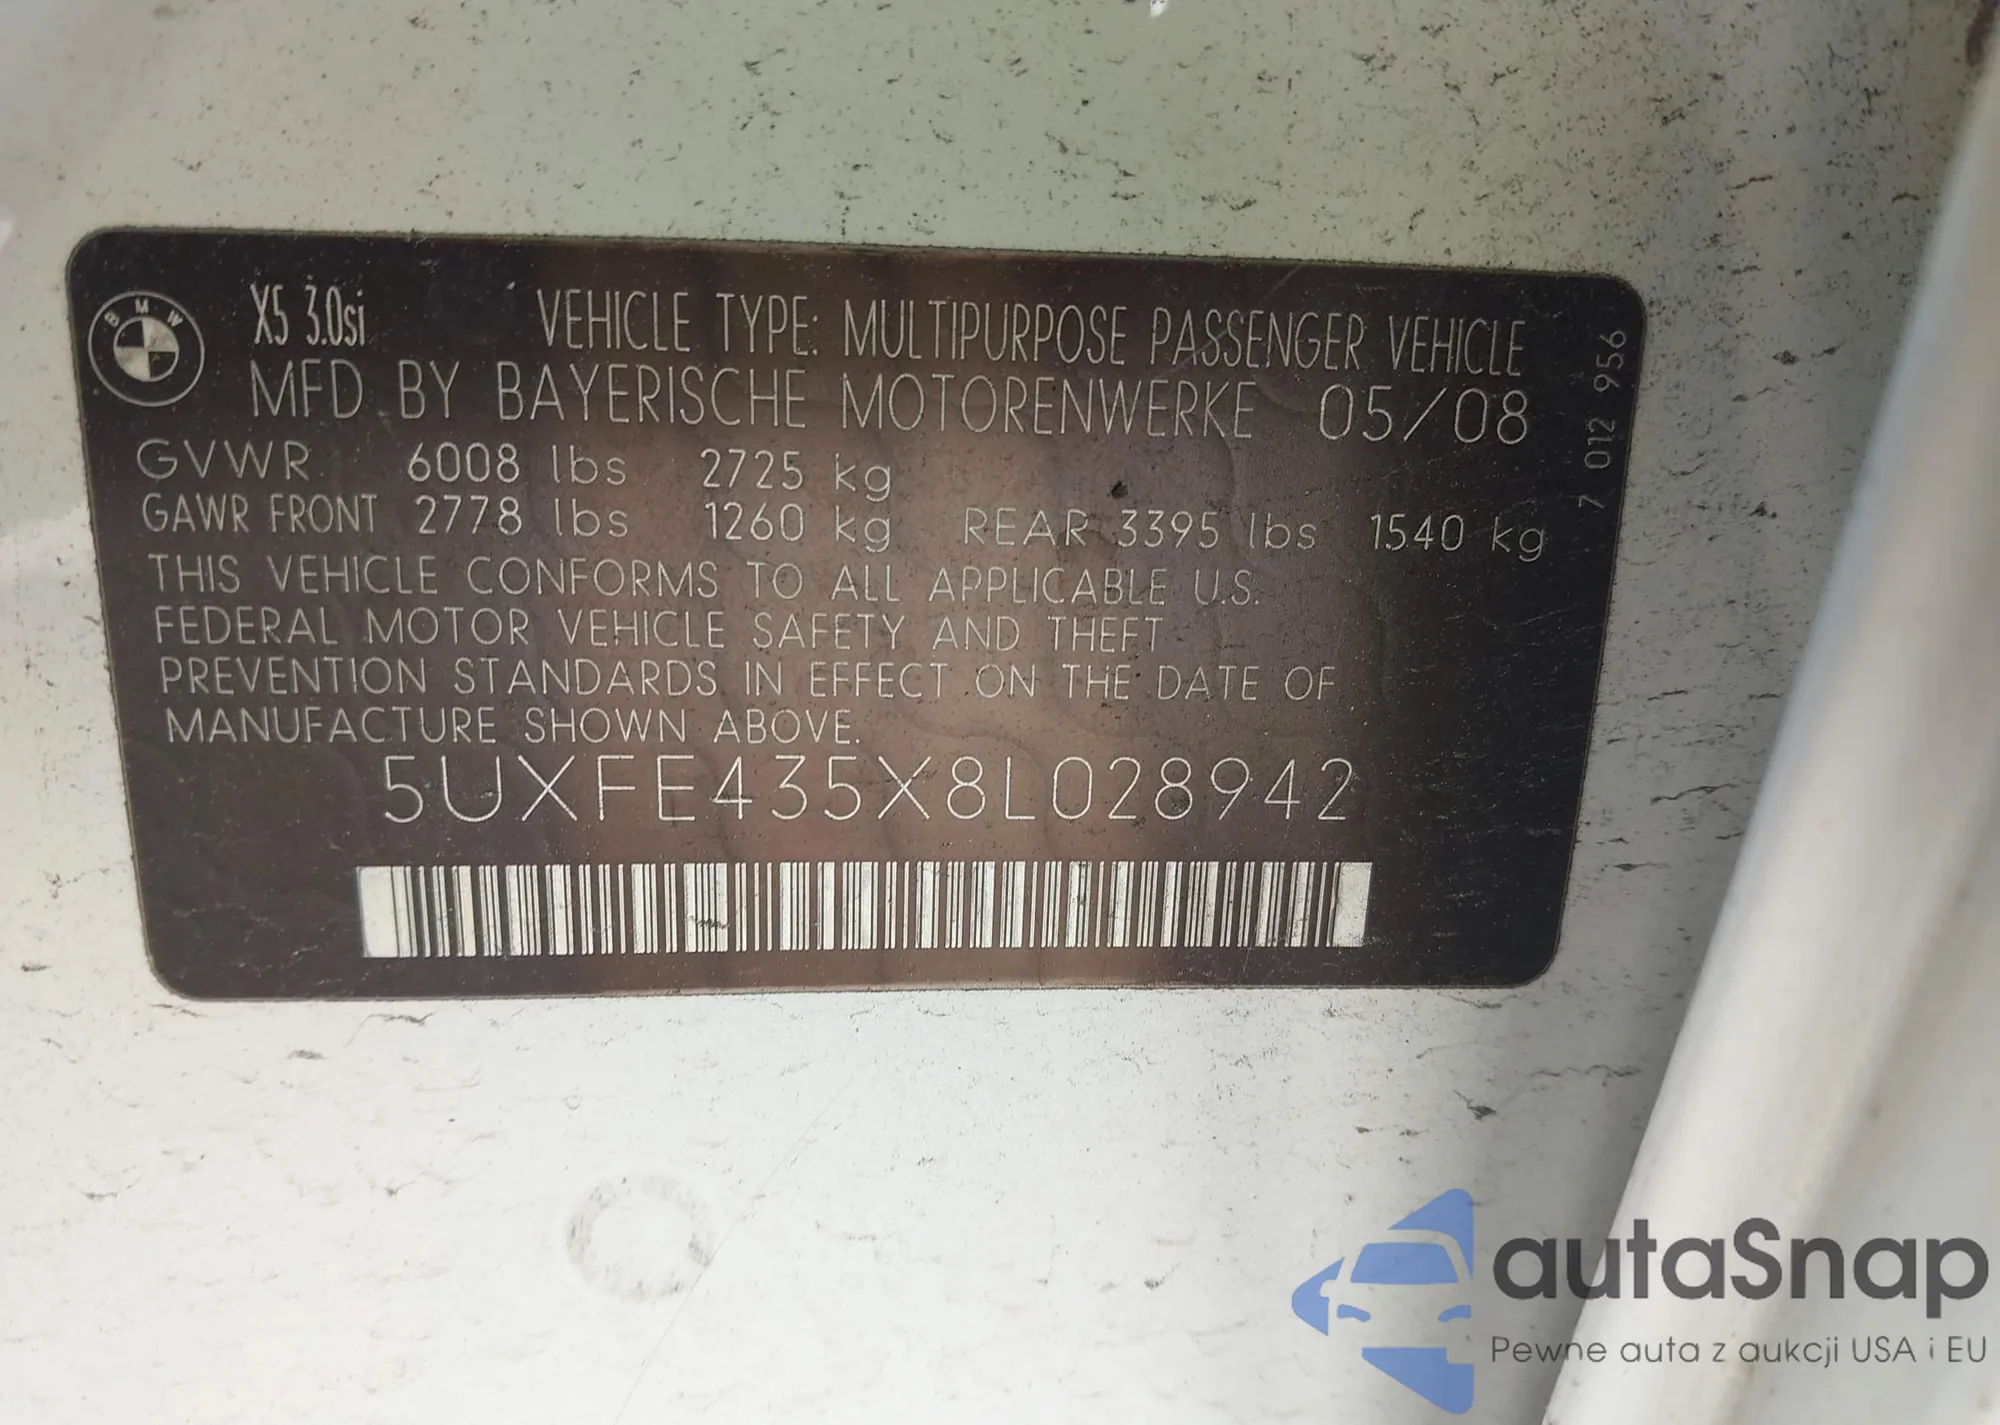 BMW
X5 3.0si VEHICLE TYPE: MULTIPURPOSE PASSENGER VEHICLE
MFD BY BAYERISCHE MOTORENWERKE 05/08
GVWR 6008 lbs 2725 kg
GAWR FRONT 2778 lbs 1260 kg REAR 3395 lbs 1540 kg
THIS VEHICLE CONFORMS TO ALL APPLICABLE U.S.
FEDERAL MOTOR VEHICLE SAFETY AND THEFT
PREVENTION STANDARDS IN EFFECT ON THE DATE OF
MANUFACTURE SHOWN ABOVE.
5UXFE435X8L028942
7 012 956
autaSnap
Pewne auta z aukcji USA i EU